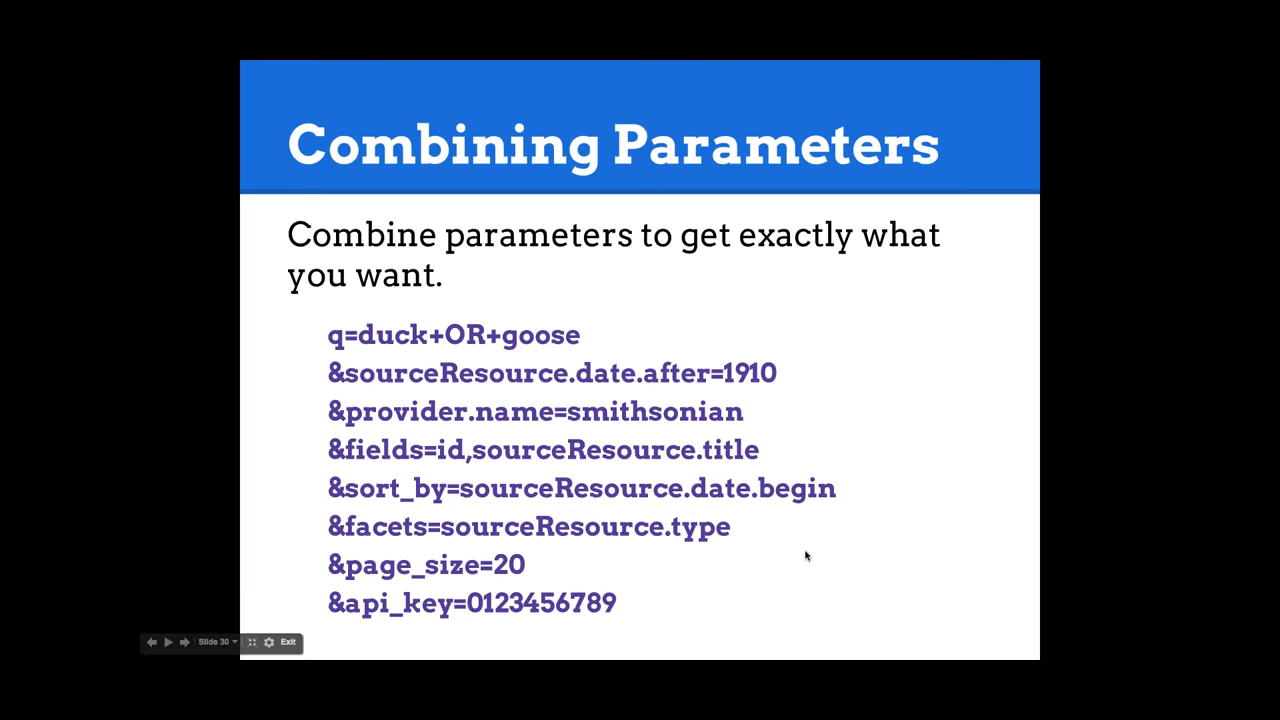 Combining Parameters
Combine parameters to get exactly what
you want.
q=duck+OR+goose
&sourceResource.date.after=1910
&provider.name=smithsonian
&fields=id,sourceResource.title
&sort_by=sourceResource.date.begin
&facets=sourceResource.type
&page_size=20
&api_key=0123456789
Slide 30 Exit